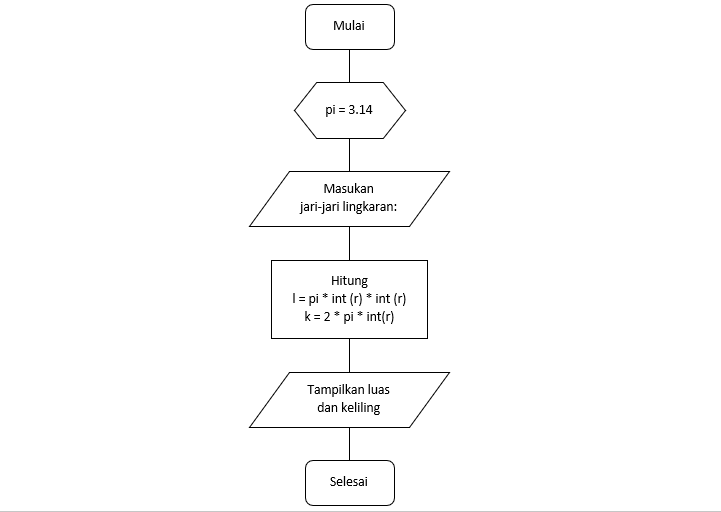 Mulai
pi = 3.14
Masukan
jari-jari lingkaran:
Hitung
l = pi * int (r) * int (r)
k = 2 * pi * int(r)
Tampilkan luas
dan keliling
Selesai